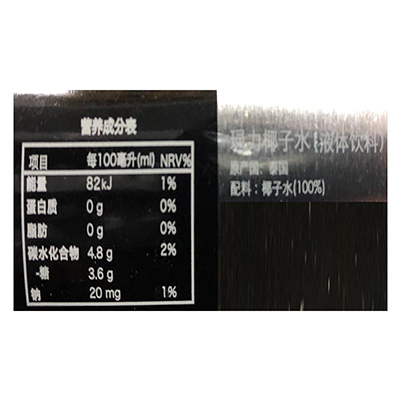 营养成分表
项目 每100毫升(ml) NRV%
能量 82kJ 1%
蛋白质 0 g 0%
脂肪 0 g 0%
碳水化合物 4.8 g 2%
-糖 3.6 g
钠 20 mg 1%
力椰子水(液体饮料)
原产国：泰国
配料：椰子水(100%)